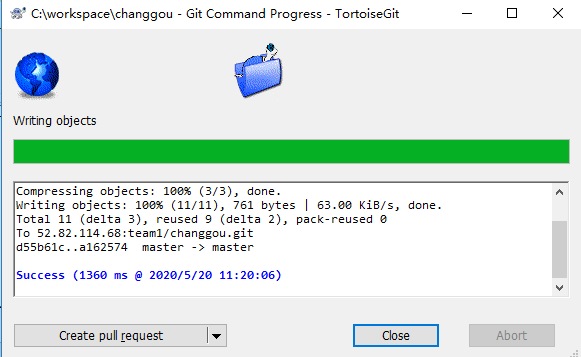 C:\workspace\changgou - Git Command Progress - TortoiseGit
Writing objects
Compressing objects: 100% (3/3), done.
Writing objects: 100% (11/11), 761 bytes | 63.00 KiB/s, done.
Total 11 (delta 3), reused 9 (delta 2), pack-reused 0
To 52.82.114.68:team1/changgou.git
d55b61c..a162574  master -> master
Success (1360 ms @ 2020/5/20 11:20:06)
Create pull request
Close
Abort